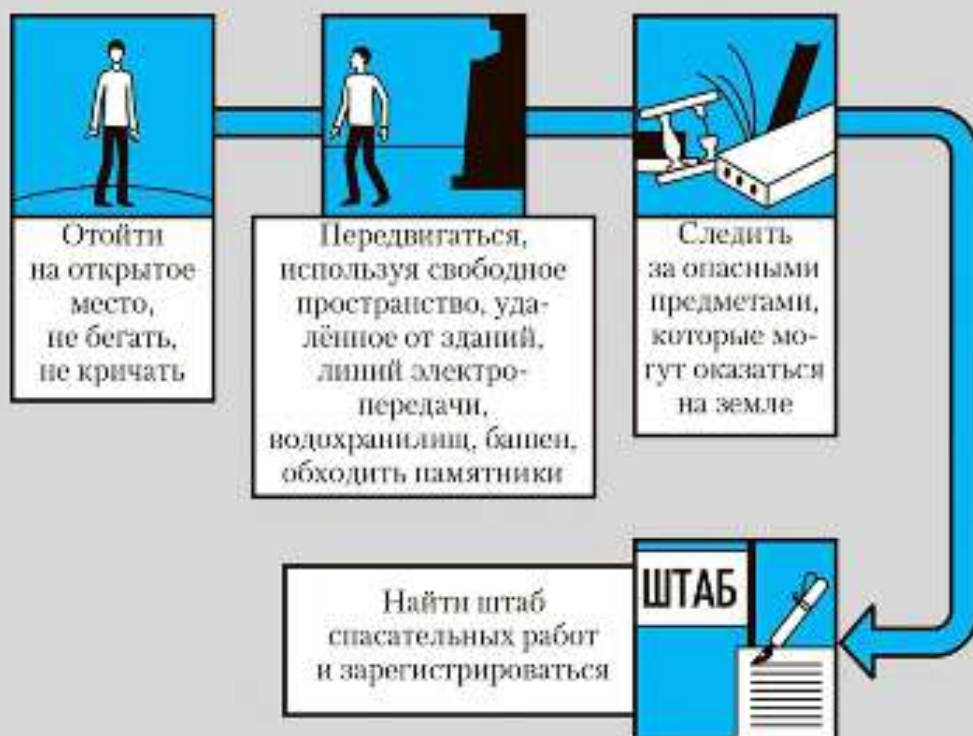 Отойти
на открытое
место,
не бегать,
не кричать
Передвигаться,
используя свободное
пространство, уда-
лённое от зданий,
линий электро-
передачи,
водохранилищ, башен,
обходить памятники
Следить
за опасными
предметами,
которые мо-
гут оказаться
на земле
Найти штаб
спасательных работ
и зарегистрироваться
ШТАБ